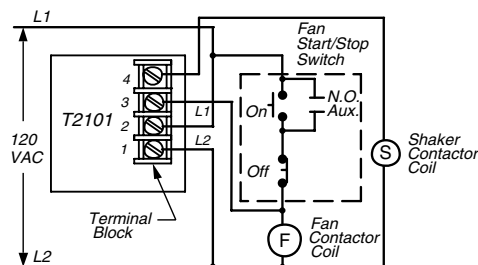 L1
Fan
Start/Stop
Switch
4
3
2
1
T2101
L1
L2
On
N.O.
Aux.
Off
120
VAC
S
Shaker
Contactor
Coil
Terminal
Block
F
Fan
Contactor
Coil
L2